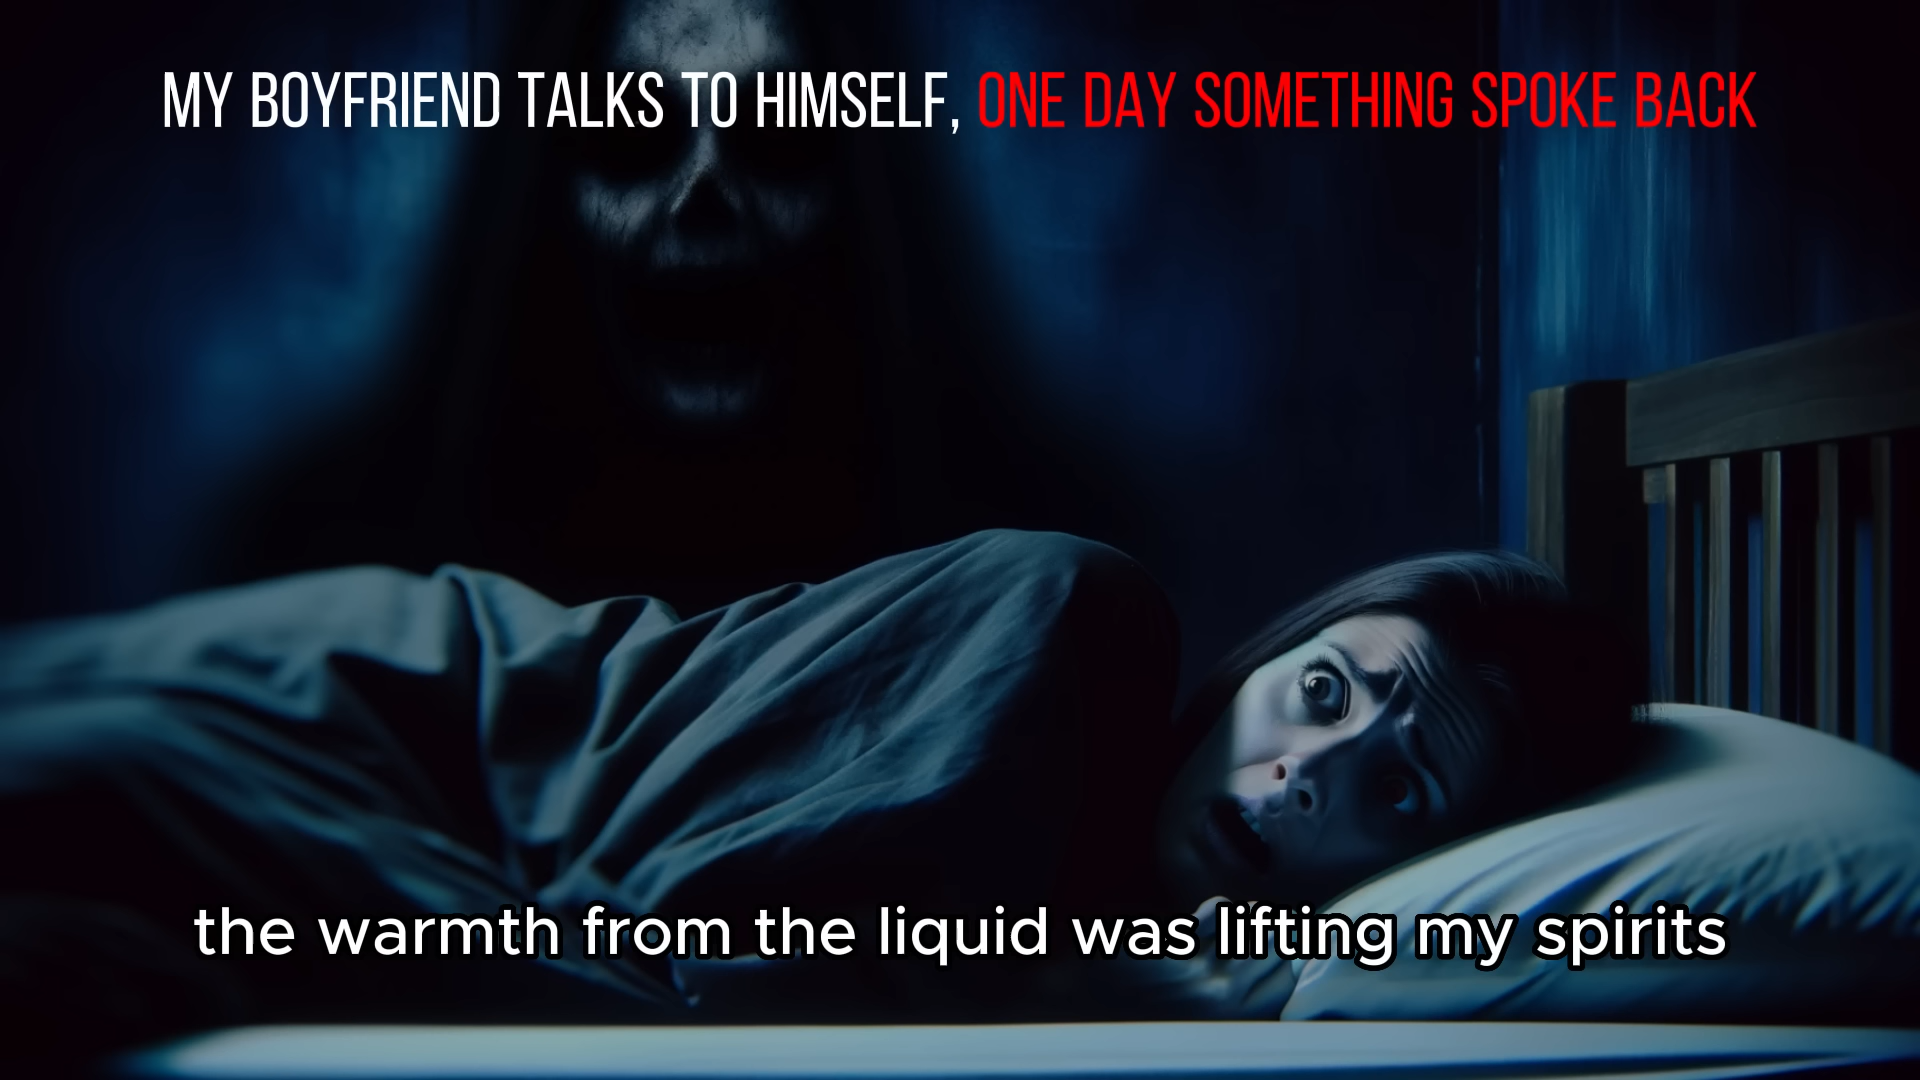 MY BOYFRIEND TALKS TO HIMSELF, ONE DAY SOMETHING SPOKE BACK
the warmth from the liquid was lifting my spirits